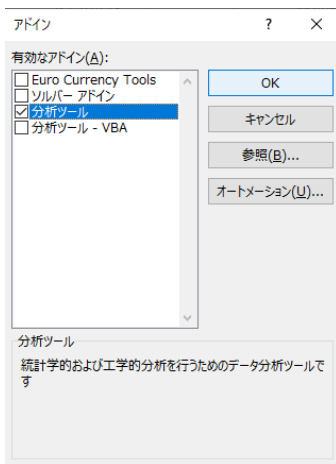 アドイン
有効なアドイン(A):
Euro Currency Tools
ソルバー アドイン
分析ツール
分析ツール - VBA
OK
キャンセル
参照(B)...
オートメーション(U)...
分析ツール
統計学的および工学的分析を行うためのデータ分析ツールで
す